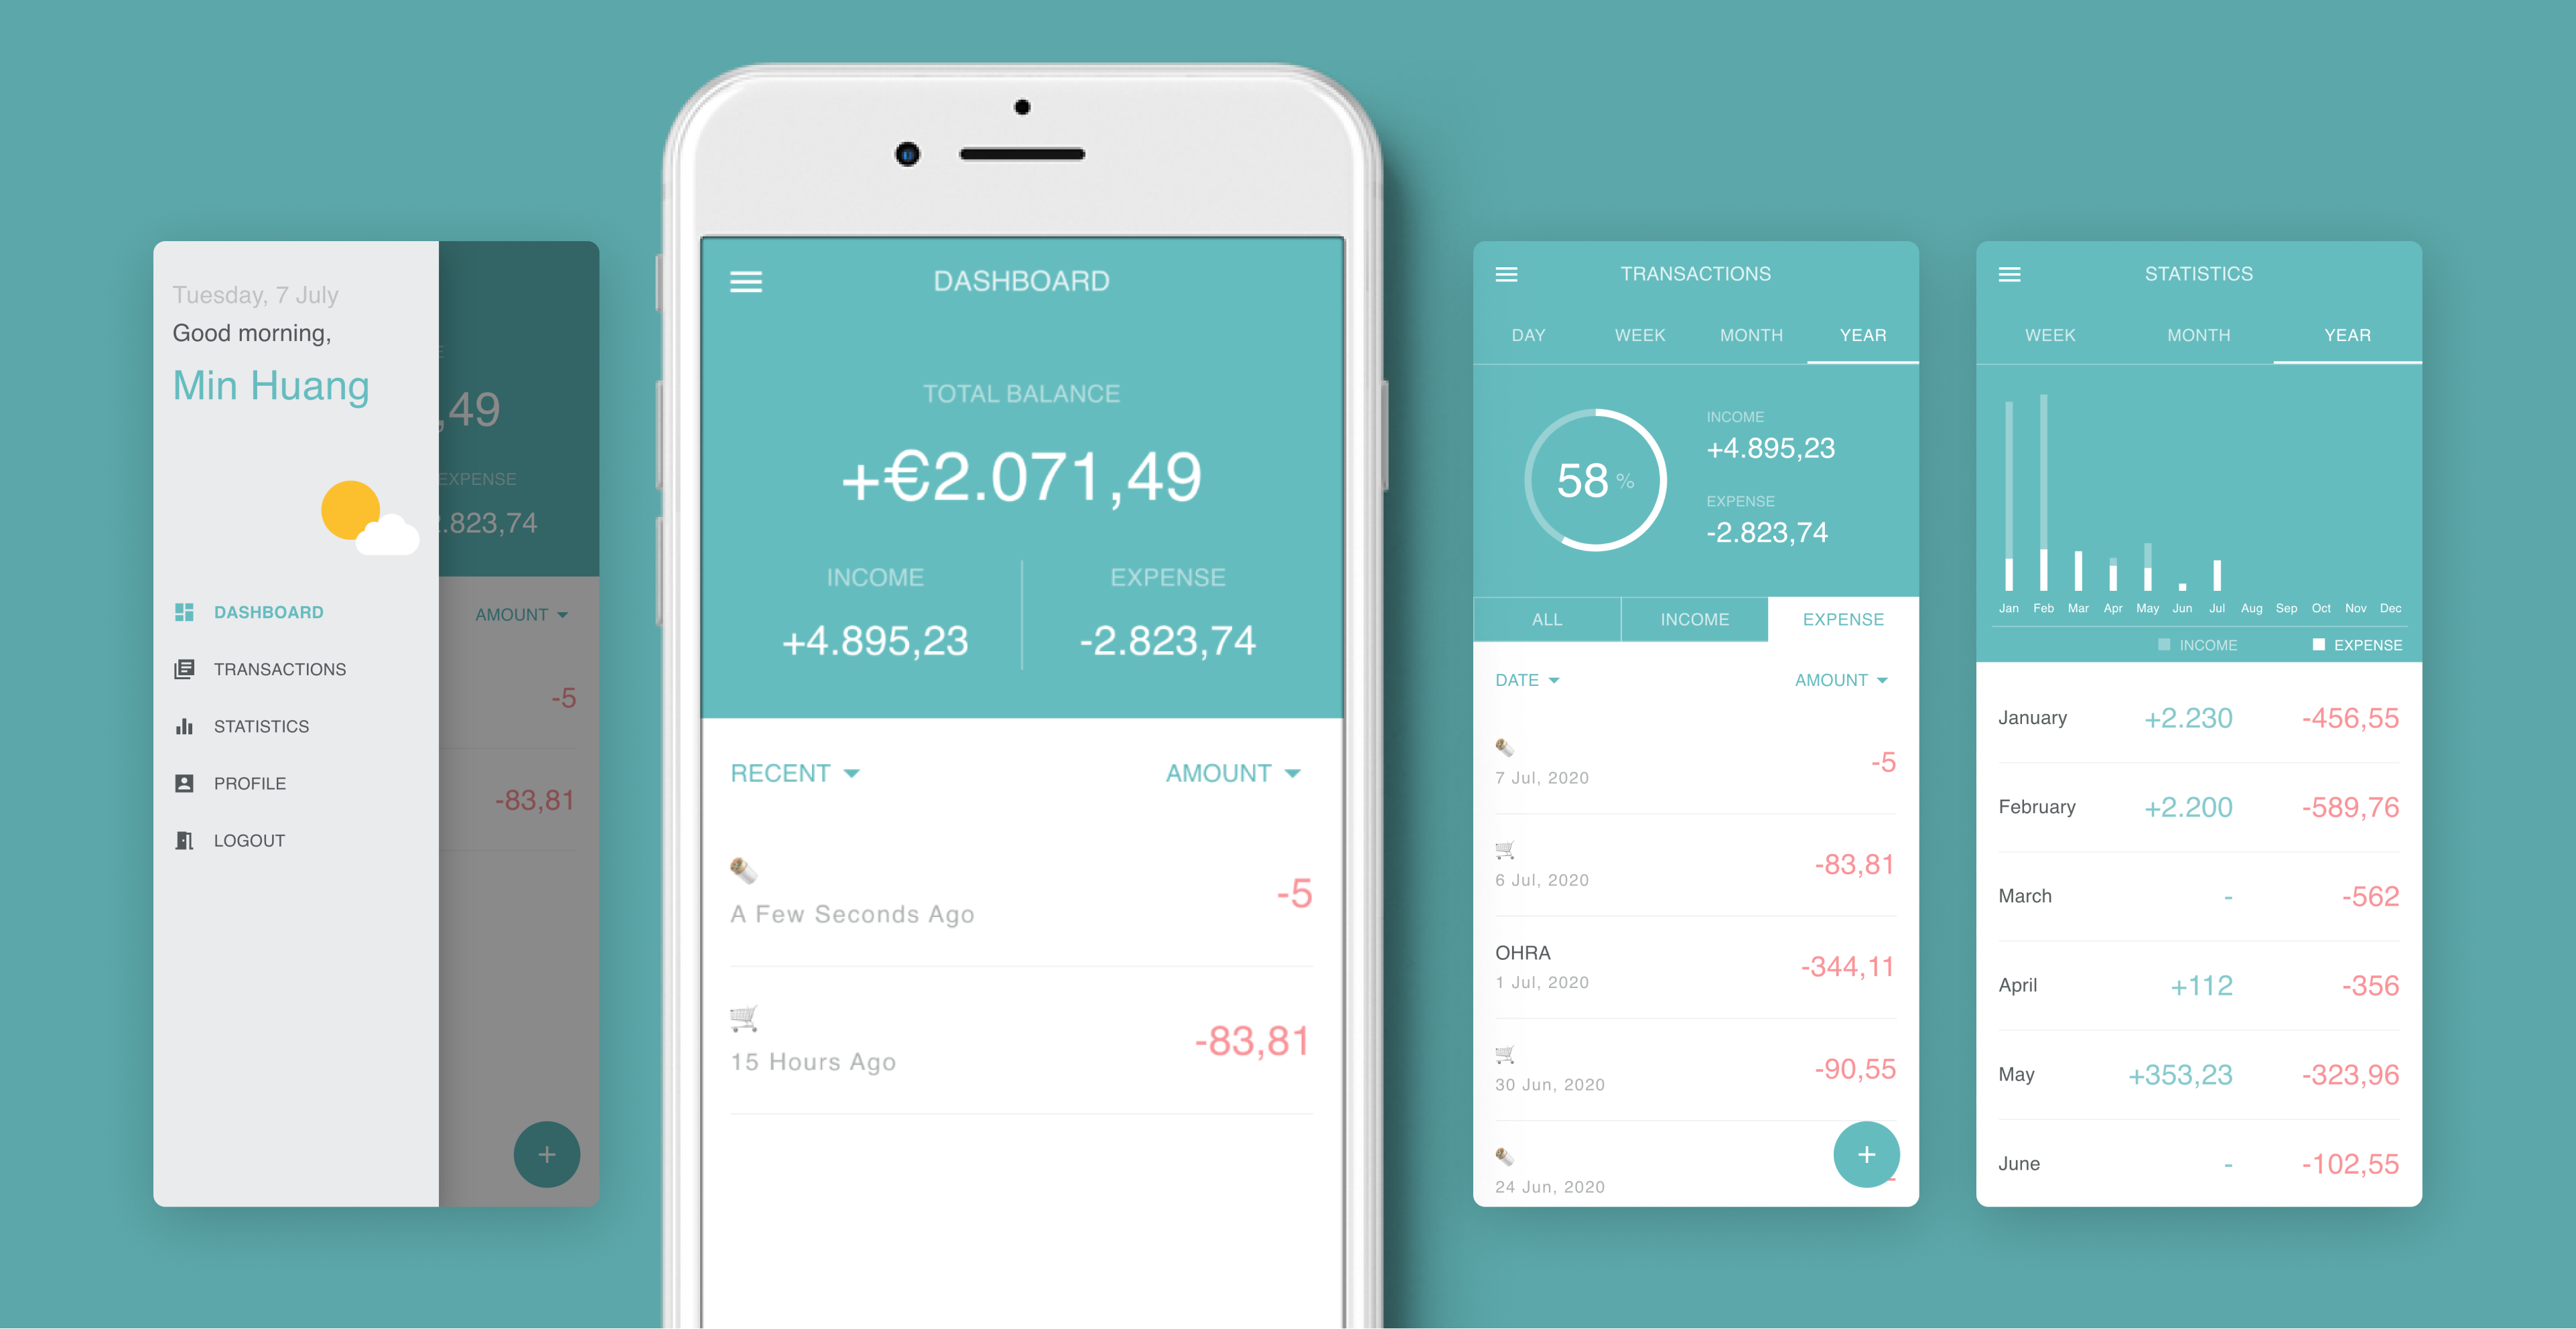 Tuesday, 7 July
Good morning,
Min Huang
DASHBOARD
TRANSACTIONS
STATISTICS
PROFILE
LOGOUT
,49
EXPENSE
.823,74
AMOUNT
-5
-83,81
+
DASHBOARD
TOTAL BALANCE
+€2.071,49
INCOME EXPENSE
+4.895,23 -2.823,74
RECENT AMOUNT
-5
A Few Seconds Ago
-83,81
15 Hours Ago
TRANSACTIONS
DAY WEEK MONTH YEAR
58 %
INCOME
+4.895,23
EXPENSE
-2.823,74
ALL INCOME EXPENSE
DATE AMOUNT
-5
7 Jul, 2020
-83,81
6 Jul, 2020
OHRA
-344,11
1 Jul, 2020
-90,55
30 Jun, 2020
24 Jun, 2020
+
STATISTICS
WEEK MONTH YEAR
Jan Feb Mar Apr May Jun Jul Aug Sep Oct Nov Dec
INCOME EXPENSE
January +2.230 -456,55
February +2.200 -589,76
March - -562
April +112 -356
May +353,23 -323,96
June - -102,55